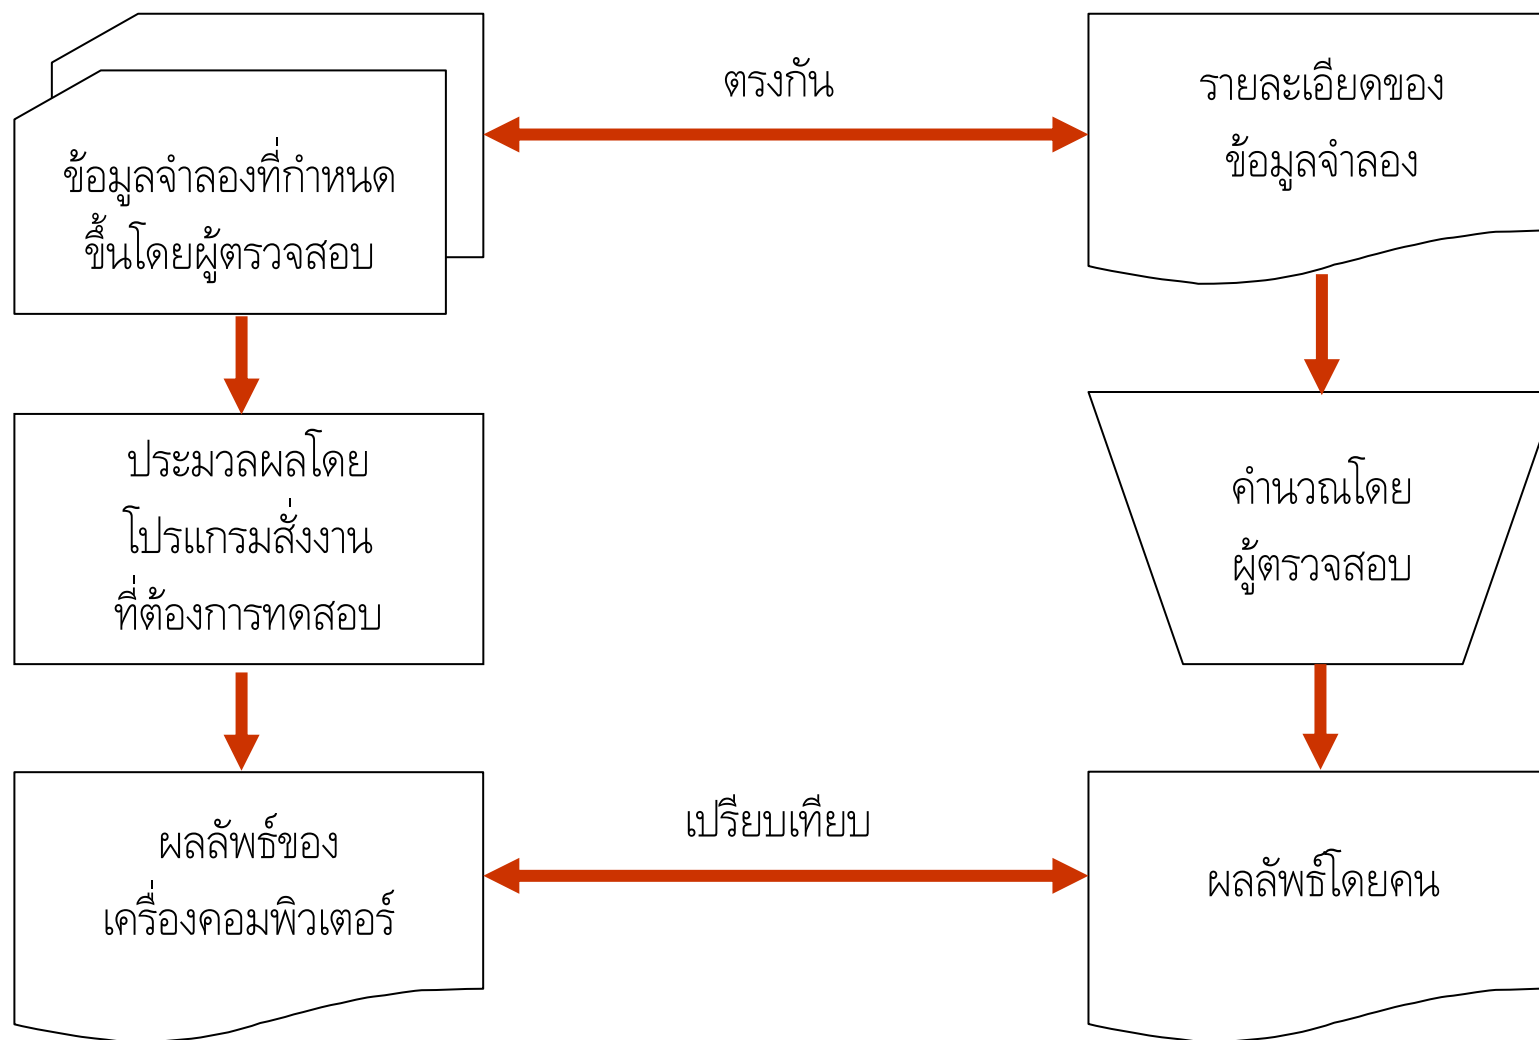 ข้อมูลจำลองที่กำหนด
ขึ้นโดยผู้ตรวจสอบ
ตรงกัน
รายละเอียดของ
ข้อมูลจำลอง
ประมวลผลโดย
โปรแกรมสั่งงาน
ที่ต้องการทดสอบ
คำนวณโดย
ผู้ตรวจสอบ
ผลลัพธ์ของ
เครื่องคอมพิวเตอร์
เปรียบเทียบ
ผลลัพธ์โดยคน